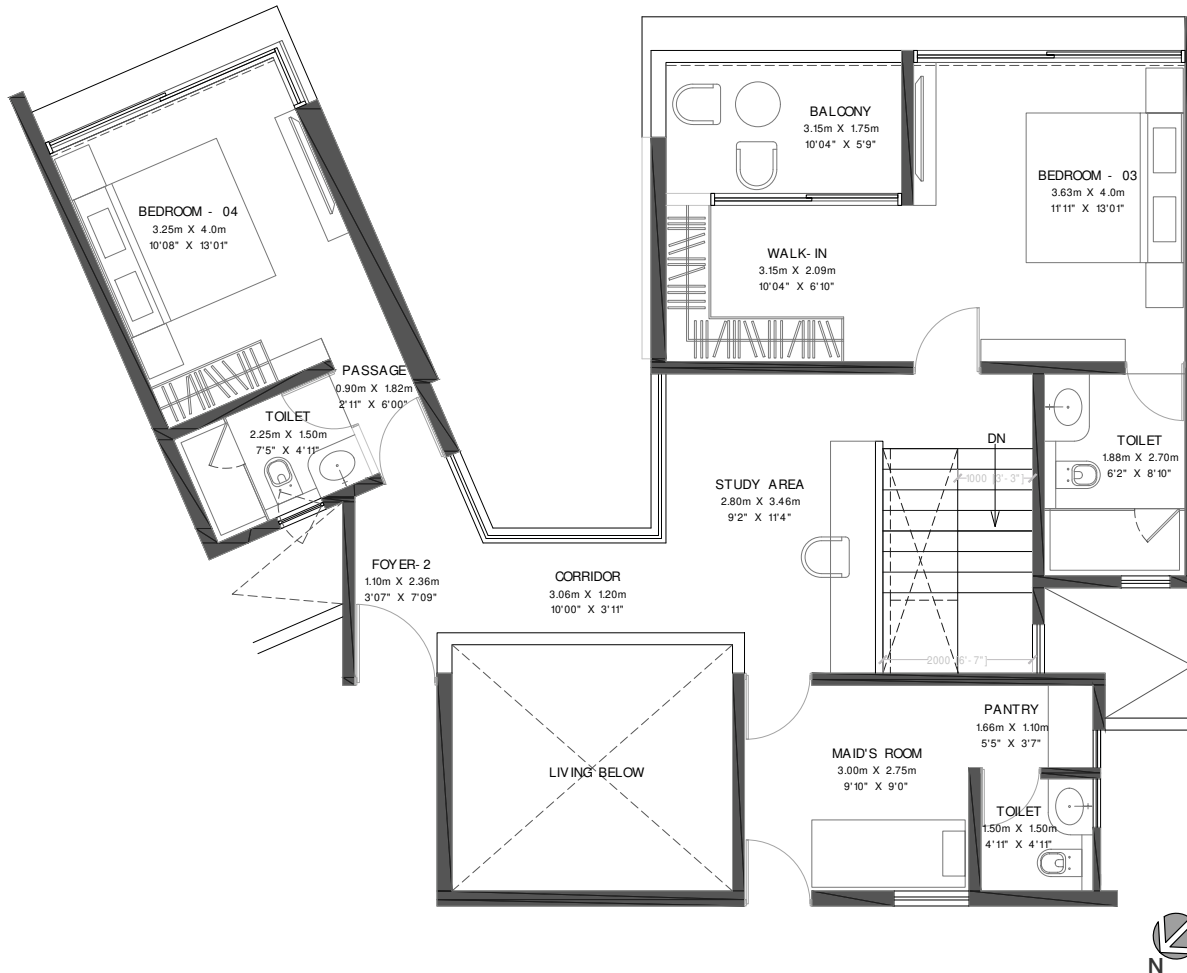 BALCONY
3.15m X 1.75m
10'04" X 5'9"
BEDROOM - 03
3.63m X 4.0m
11'11" X 13'01"
BEDROOM - 04
3.25m X 4.0m
10'08" X 13'01"
WALK-IN
3.15m X 2.09m
10'04" X 6'10"
PASSAGE
0.90m X 1.82m
2'11" X 6'00"
TOILET
2.25m X 1.50m
7'5" X 4'11"
DN
TOILET
1.88m X 2.70m
6'2" X 8'10"
1000 [3'-3"]
STUDY AREA
2.80m X 3.46m
9'2" X 11'4"
FOYER-2
1.10m X 2.36m
3'07" X 7'09"
CORRIDOR
3.06m X 1.20m
10'00" X 3'11"
2000 [6'-7"]
PANTRY
1.66m X 1.10m
5'5" X 3'7"
MAID'S ROOM
3.00m X 2.75m
9'10" X 9'0"
LIVING BELOW
TOILET
1.50m X 1.50m
4'11" X 4'11"
N